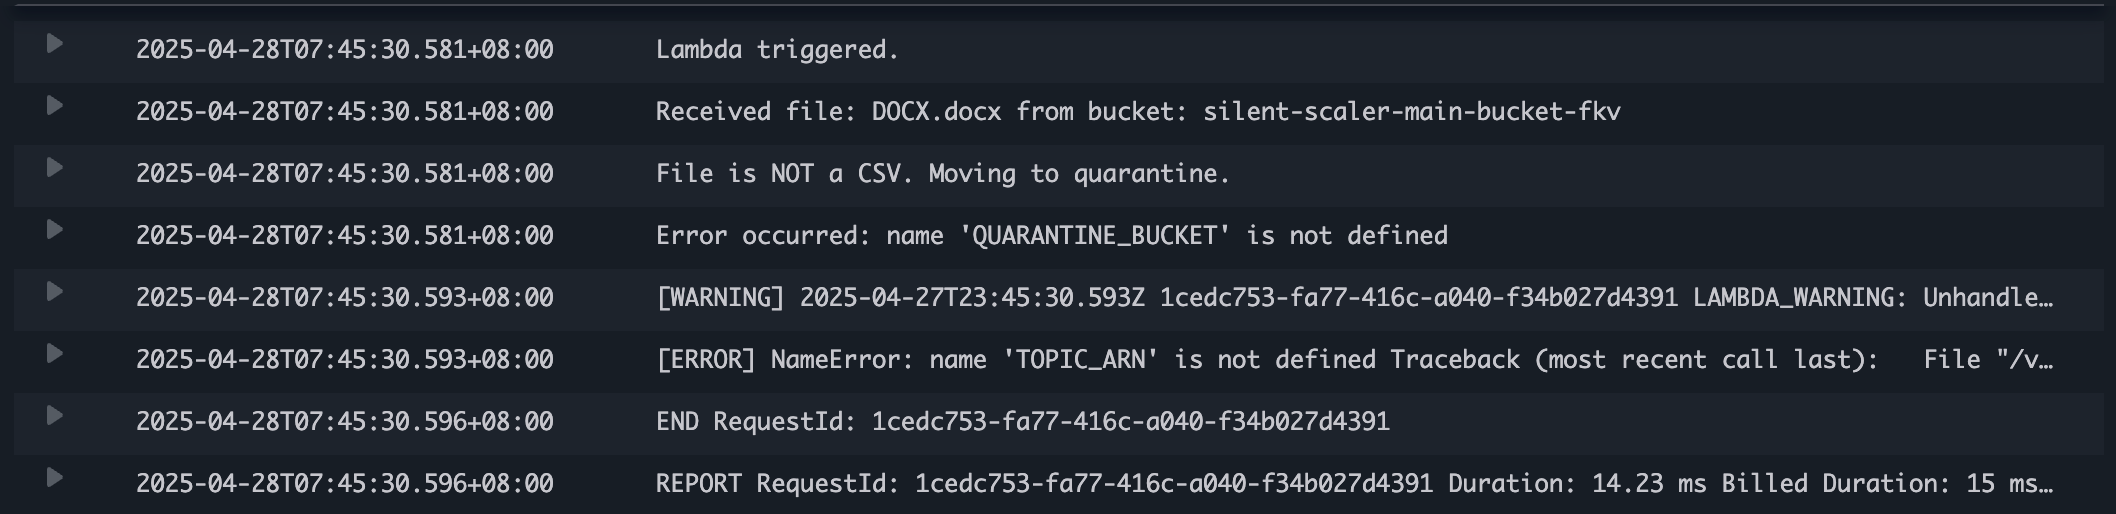 2025-04-28T07:45:30.581+08:00 Lambda triggered.
2025-04-28T07:45:30.581+08:00 Received file: DOCX.docx from bucket: silent-scaler-main-bucket-fkv
2025-04-28T07:45:30.581+08:00 File is NOT a CSV. Moving to quarantine.
2025-04-28T07:45:30.581+08:00 Error occurred: name 'QUARANTINE_BUCKET' is not defined
2025-04-28T07:45:30.593+08:00 [WARNING] 2025-04-27T23:45:30.593Z 1cedc753-fa77-416c-a040-f34b027d4391 LAMBDA_WARNING: Unhandle…
2025-04-28T07:45:30.593+08:00 [ERROR] NameError: name 'TOPIC_ARN' is not defined Traceback (most recent call last): File "/v…
2025-04-28T07:45:30.596+08:00 END RequestId: 1cedc753-fa77-416c-a040-f34b027d4391
2025-04-28T07:45:30.596+08:00 REPORT RequestId: 1cedc753-fa77-416c-a040-f34b027d4391 Duration: 14.23 ms Billed Duration: 15 ms…